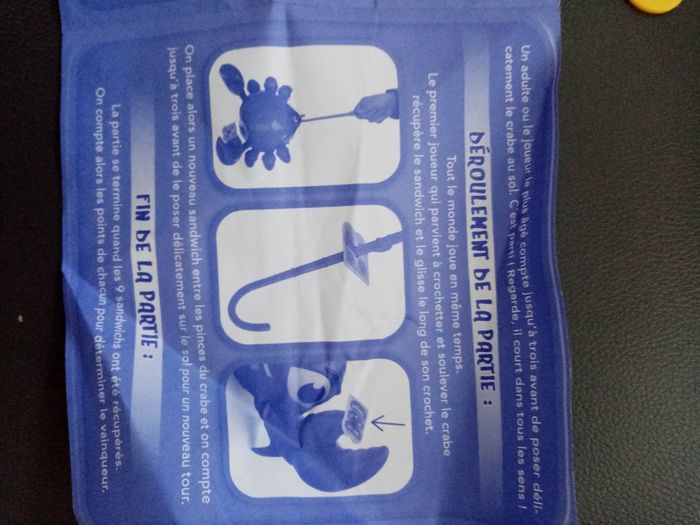 Un adulte ou le joueur le plus âgé compte jusqu'à trois avant de poser déli-
catement le crabe au sol. C'est parti ! Regarde, il court dans tous les sens !
DÉROULEMENT DE LA PARTIE :
Tout le monde joue en même temps.
Le premier joueur qui parvient à crochetter et soulever le crabe
récupère le sandwich et le glisse le long de son crochet.
On place alors un nouveau sandwich entre les pinces du crabe et on compte
jusqu'à trois avant de le poser délicatement sur le sol pour un nouveau tour.
FIN DE LA PARTIE :
La partie se termine quand les 9 sandwichs ont été récupérés.
On compte alors les points de chacun pour déterminer le vainqueur.